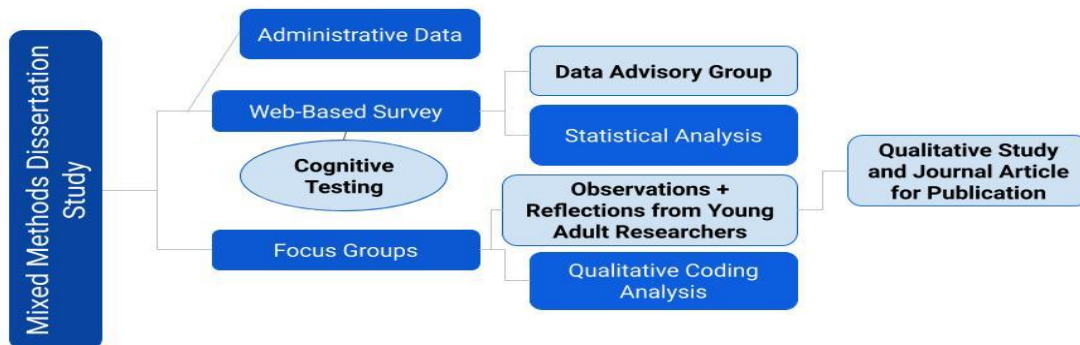 Mixed Methods Dissertation
Study
Administrative Data
Web-Based Survey
Cognitive
Testing
Focus Groups
Data Advisory Group
Statistical Analysis
Observations +
Reflections from Young
Adult Researchers
Qualitative Coding
Analysis
Qualitative Study
and Journal Article
for Publication